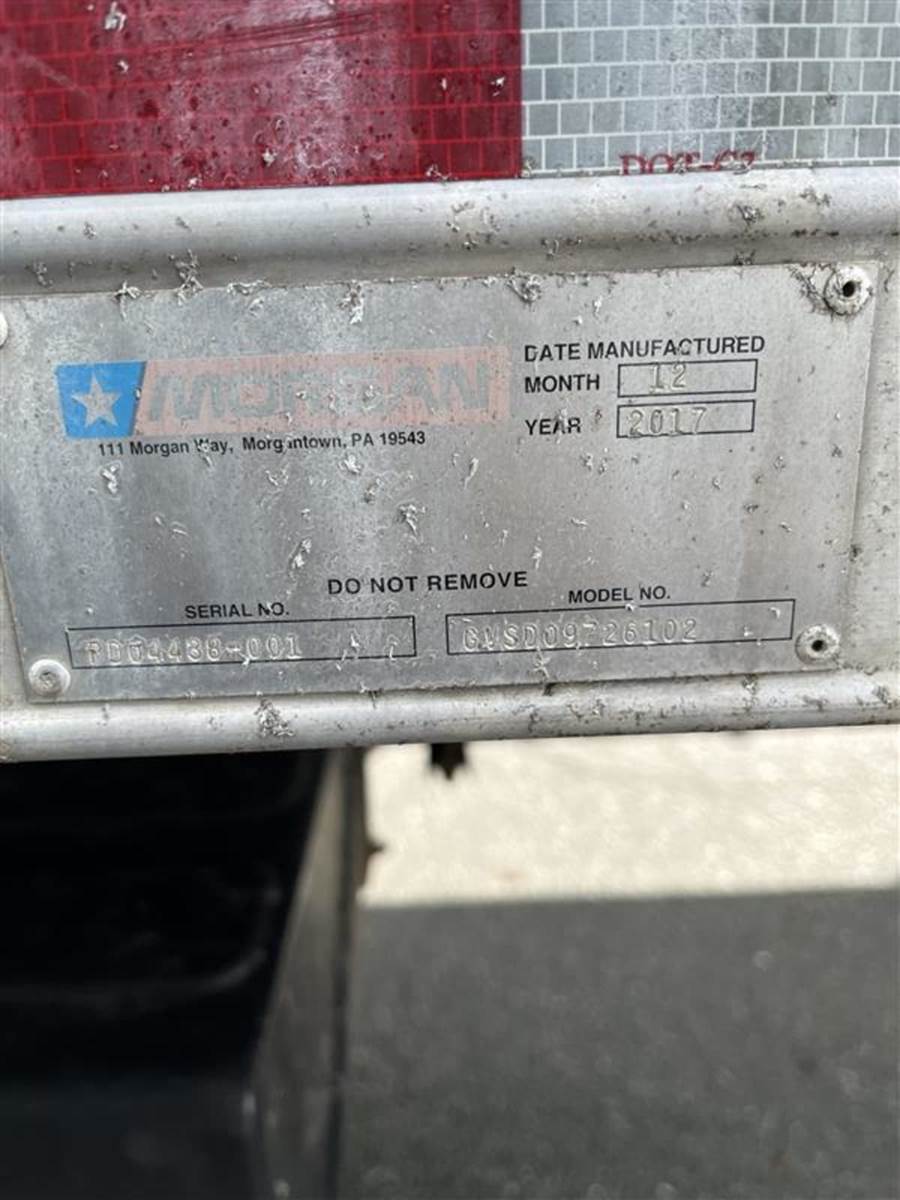 DOT-C2
MORGAN
111 Morgan Way, Morgantown, PA 19543
DATE MANUFACTURED
MONTH 12
YEAR 2017
DO NOT REMOVE
SERIAL NO.
MODEL NO.
GVSD09726102